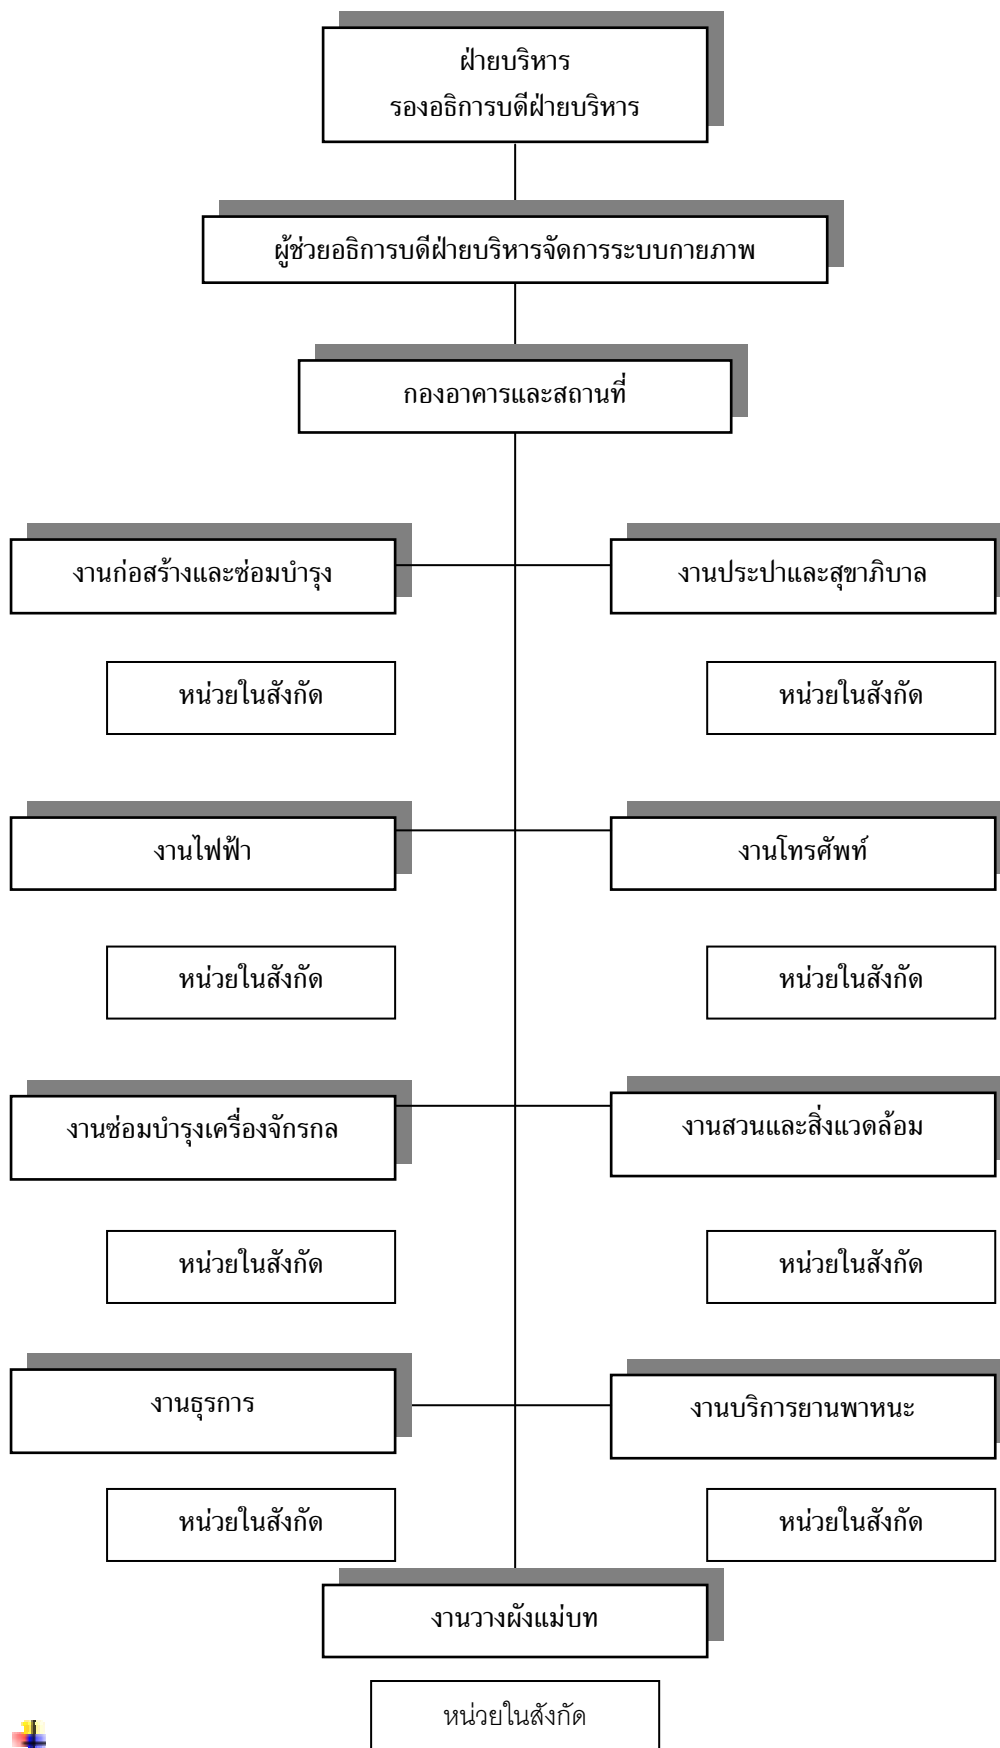 ฝ่ายบริหาร
รองอธิการบดีฝ่ายบริหาร
ผู้ช่วยอธิการบดีฝ่ายบริหารจัดการระบบกายภาพ
กองอาคารและสถานที่
งานก่อสร้างและซ่อมบำรุง
งานประปาและสุขาภิบาล
หน่วยในสังกัด
หน่วยในสังกัด
งานไฟฟ้า
งานโทรศัพท์
หน่วยในสังกัด
หน่วยในสังกัด
งานซ่อมบำรุงเครื่องจักรกล
งานสวนและสิ่งแวดล้อม
หน่วยในสังกัด
หน่วยในสังกัด
งานธุรการ
งานบริการยานพาหนะ
หน่วยในสังกัด
หน่วยในสังกัด
งานวางผังแม่บท
หน่วยในสังกัด